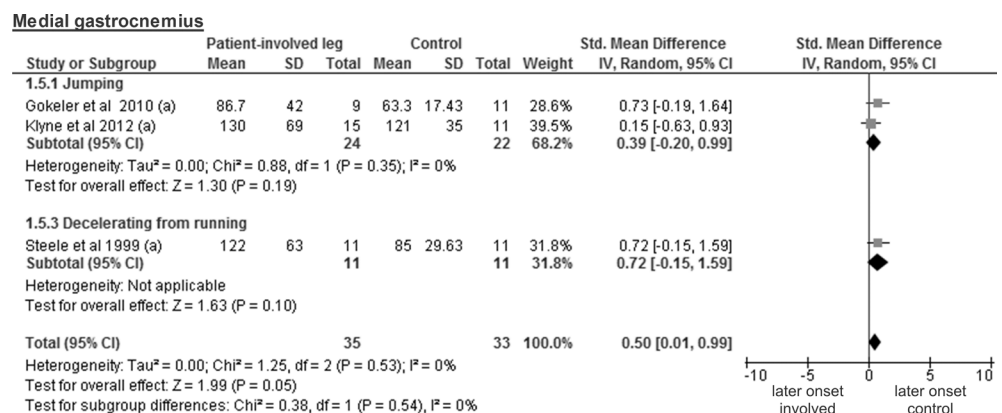 Medial gastrocnemius
Patient-involved leg Control Std. Mean Difference Std. Mean Difference
Study or Subgroup Mean SD Total Mean SD Total Weight IV, Random, 95% CI IV, Random, 95% CI
1.5.1 Jumping
Gokeler et al 2010 (a) 86.7 42 9 63.3 17.43 11 28.6% 0.73 [-0.19, 1.64]
Klyne et al 2012 (a) 130 69 15 121 35 11 39.5% 0.15 [-0.63, 0.93]
Subtotal (95% CI) 24 22 68.2% 0.39 [-0.20, 0.99]
Heterogeneity: Tau² = 0.00; Chi² = 0.88, df = 1 (P = 0.35); I² = 0%
Test for overall effect: Z = 1.30 (P = 0.19)
1.5.3 Decelerating from running
Steele et al 1999 (a) 122 63 11 85 29.63 11 31.8% 0.72 [-0.15, 1.59]
Subtotal (95% CI) 11 11 31.8% 0.72 [-0.15, 1.59]
Heterogeneity: Not applicable
Test for overall effect: Z = 1.63 (P = 0.10)
Total (95% CI) 35 33 100.0% 0.50 [0.01, 0.99]
Heterogeneity: Tau² = 0.00; Chi² = 1.25, df = 2 (P = 0.53); I² = 0%
Test for overall effect: Z = 1.99 (P = 0.05)
Test for subgroup differences: Chi² = 0.38, df = 1 (P = 0.54), I² = 0%
-10 -5 0 5 10
later onset later onset
involved control